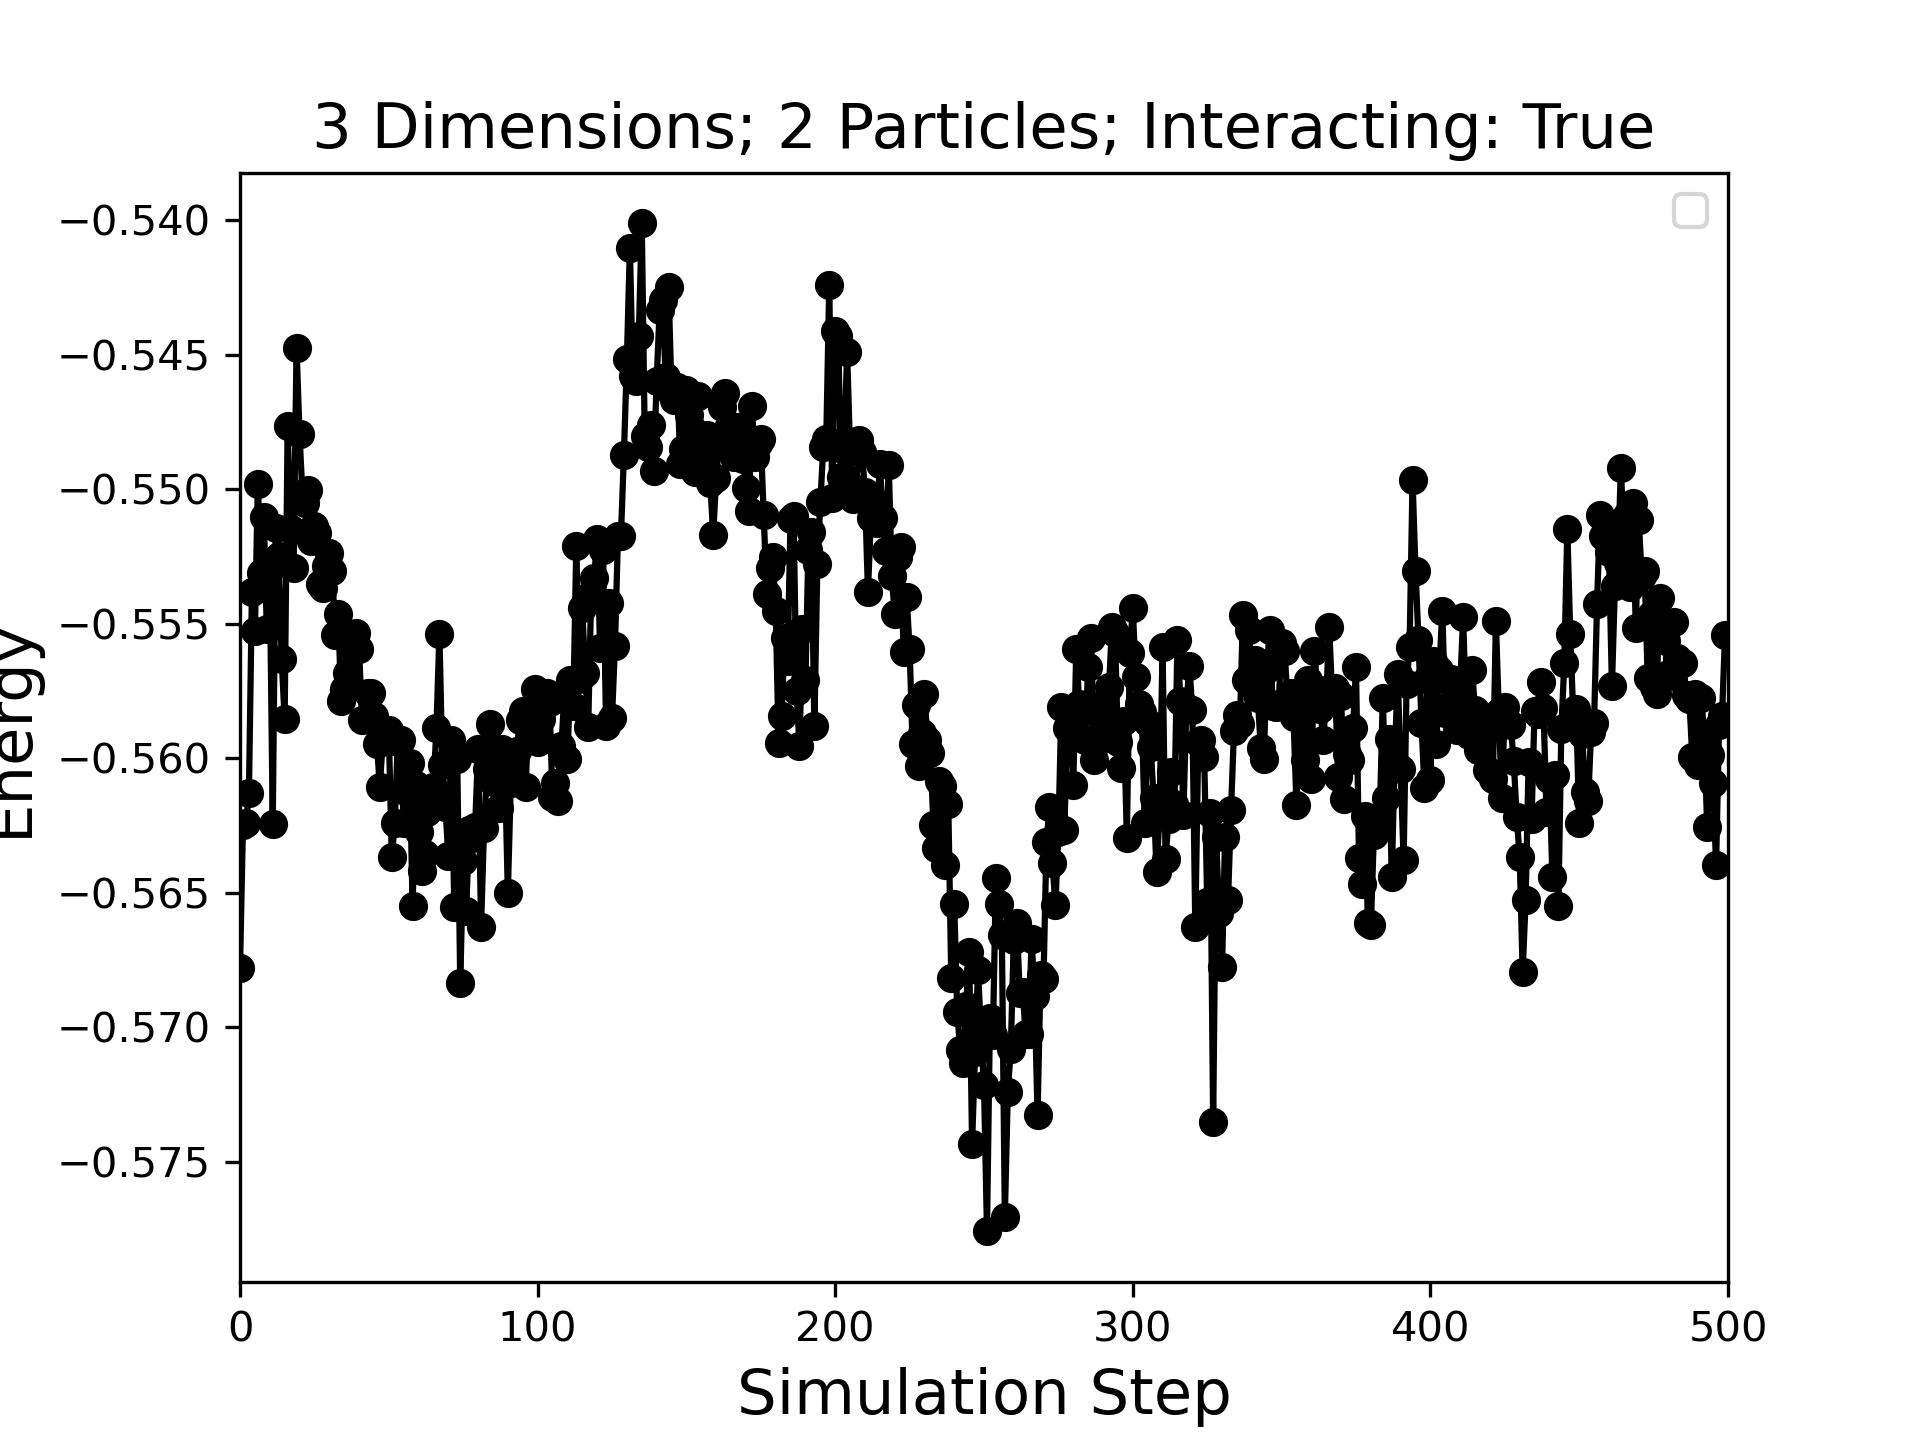 3 Dimensions; 2 Particles; Interacting: True
−0.540
−0.545
−0.550
−0.555
−0.560
−0.565
−0.570
−0.575
Energy
0 100 200 300 400 500
Simulation Step